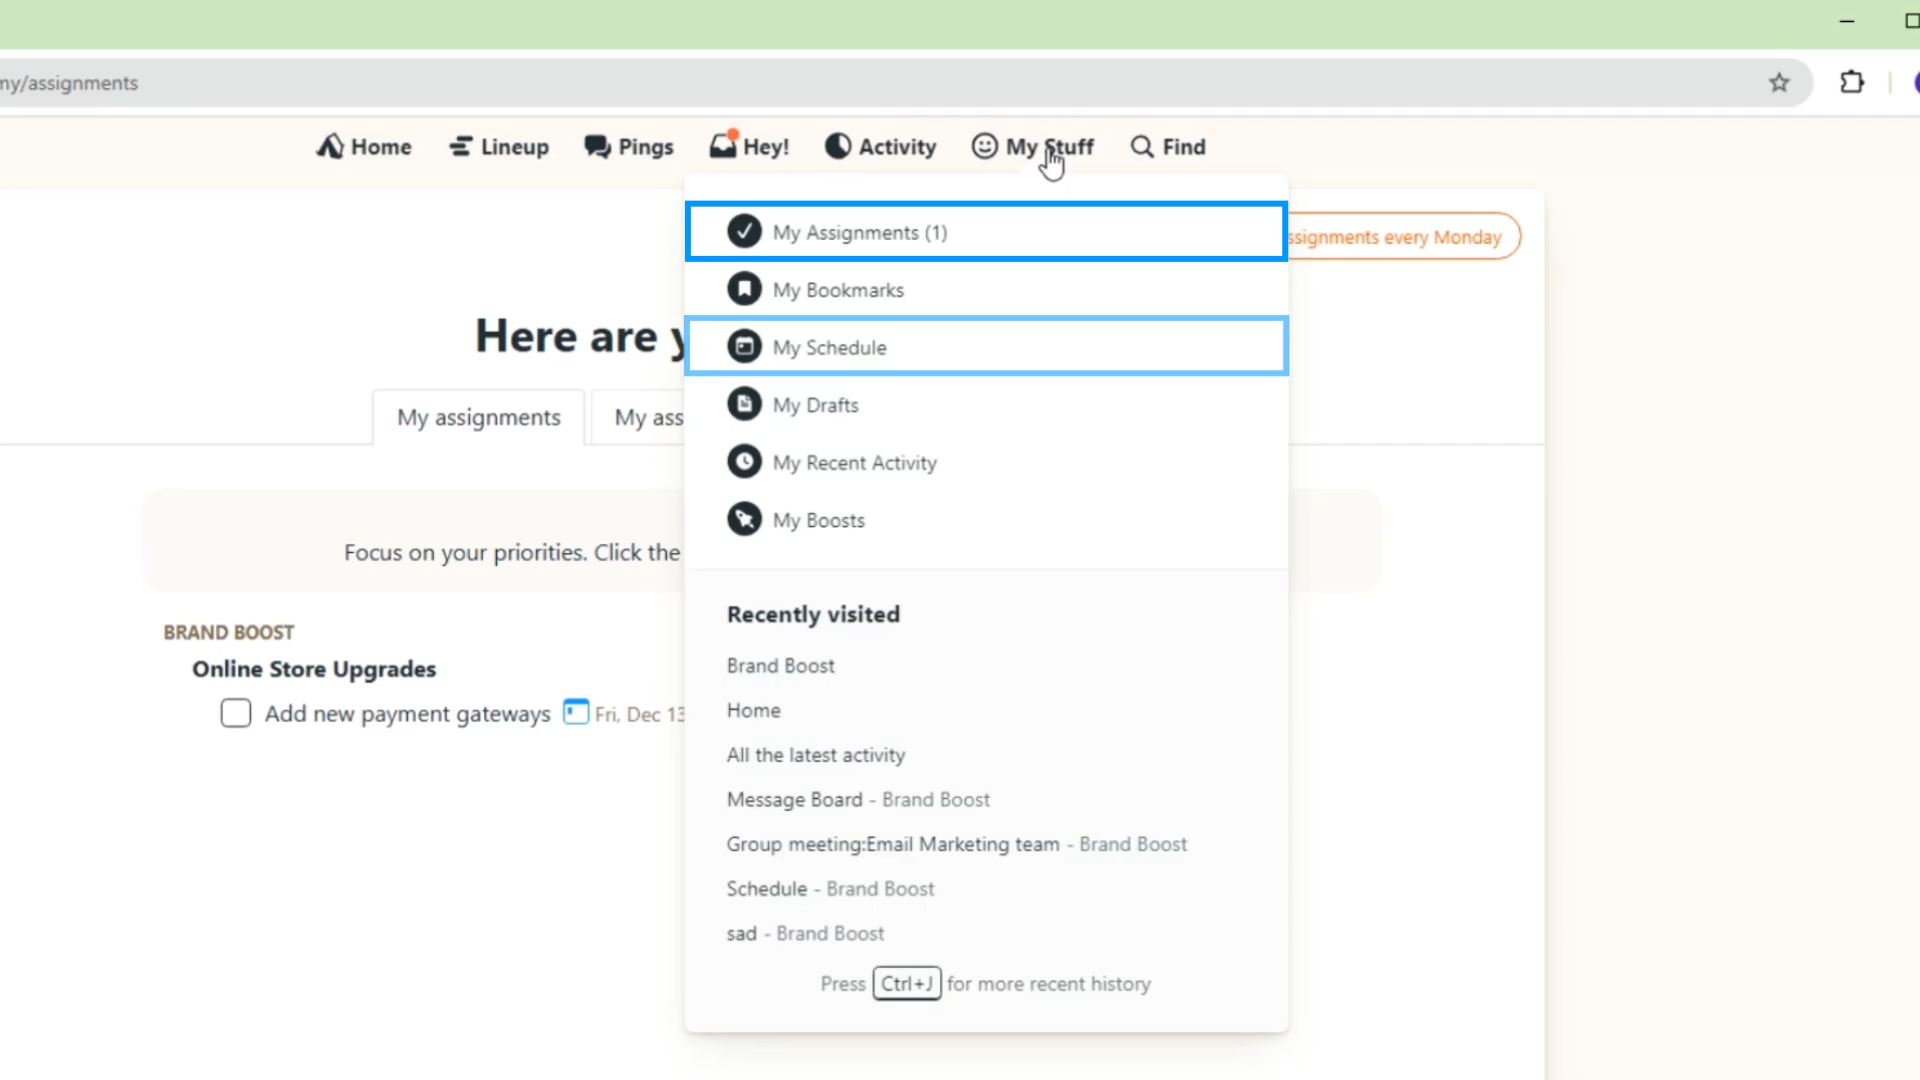 my/assignments
Home Lineup Pings Hey! Activity My Stuff Find
My Assignments (1)
assignments every Monday
My Bookmarks
Here are
My Schedule
My Drafts
My assignments
My ass
My Recent Activity
My Boosts
Focus on your priorities. Click the
Recently visited
BRAND BOOST
Online Store Upgrades
Add new payment gateways Fri, Dec 13
Brand Boost
Home
All the latest activity
Message Board - Brand Boost
Group meeting:Email Marketing team - Brand Boost
Schedule - Brand Boost
sad - Brand Boost
Press Ctrl+J for more recent history